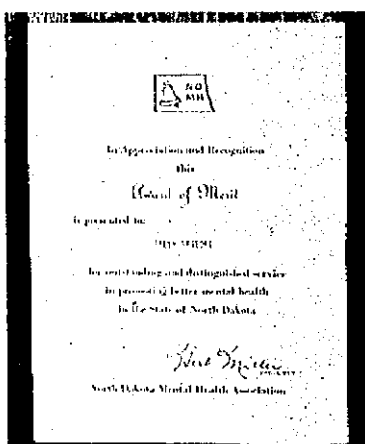 ND
MH
In Appreciation and Recognition
this
Award of Merit
is presented to:
for outstanding and distinguished service
in promoting better mental health
in the State of North Dakota
North Dakota Mental Health Association